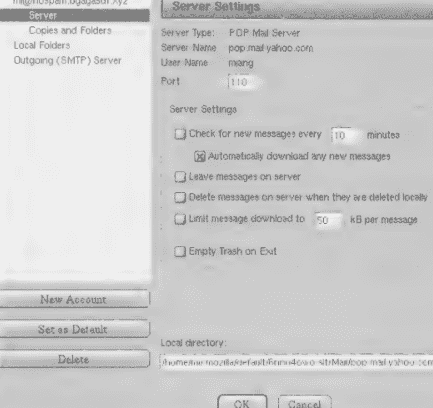 Server
Copies and Folders
Local Folders
Outgoing (SMTP) Server
New Account
Set as Default
Delete
Server Settings
Server Type: POP Mail Server
Server Name: pop.mail.yahoo.com
User Name:
Port 110
Server Settings
Check for new messages every 10 minutes
Automatically download any new messages
Leave messages on server
Delete messages on server when they are deleted locally
Limit message download to 50 kB per message
Empty Trash on Exit
Local directory:
OK Cancel